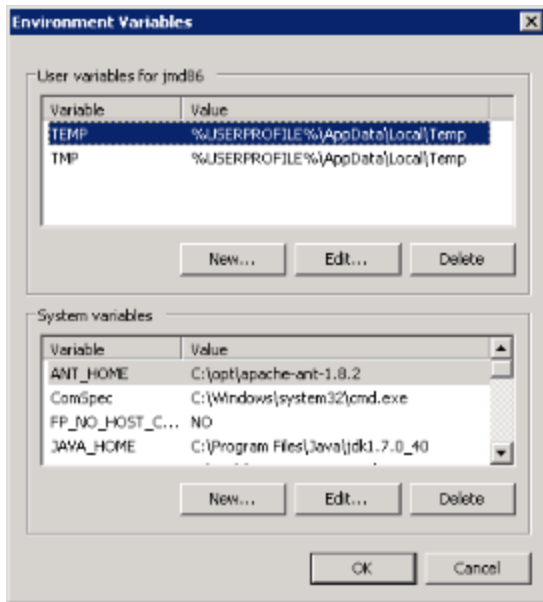 Environment Variables
User variables for jmd86
Variable Value
TEMP %USERPROFILE%\AppData\Local\Temp
TMP %USERPROFILE%\AppData\Local\Temp
New... Edit... Delete
System variables
Variable Value
ANT_HOME C:\opt\apache-ant-1.8.2
ComSpec C:\Windows\system32\cmd.exe
FP_NO_HOST_C... NO
JAVA_HOME C:\Program Files\Java\jdk1.7.0_40
New... Edit... Delete
OK Cancel